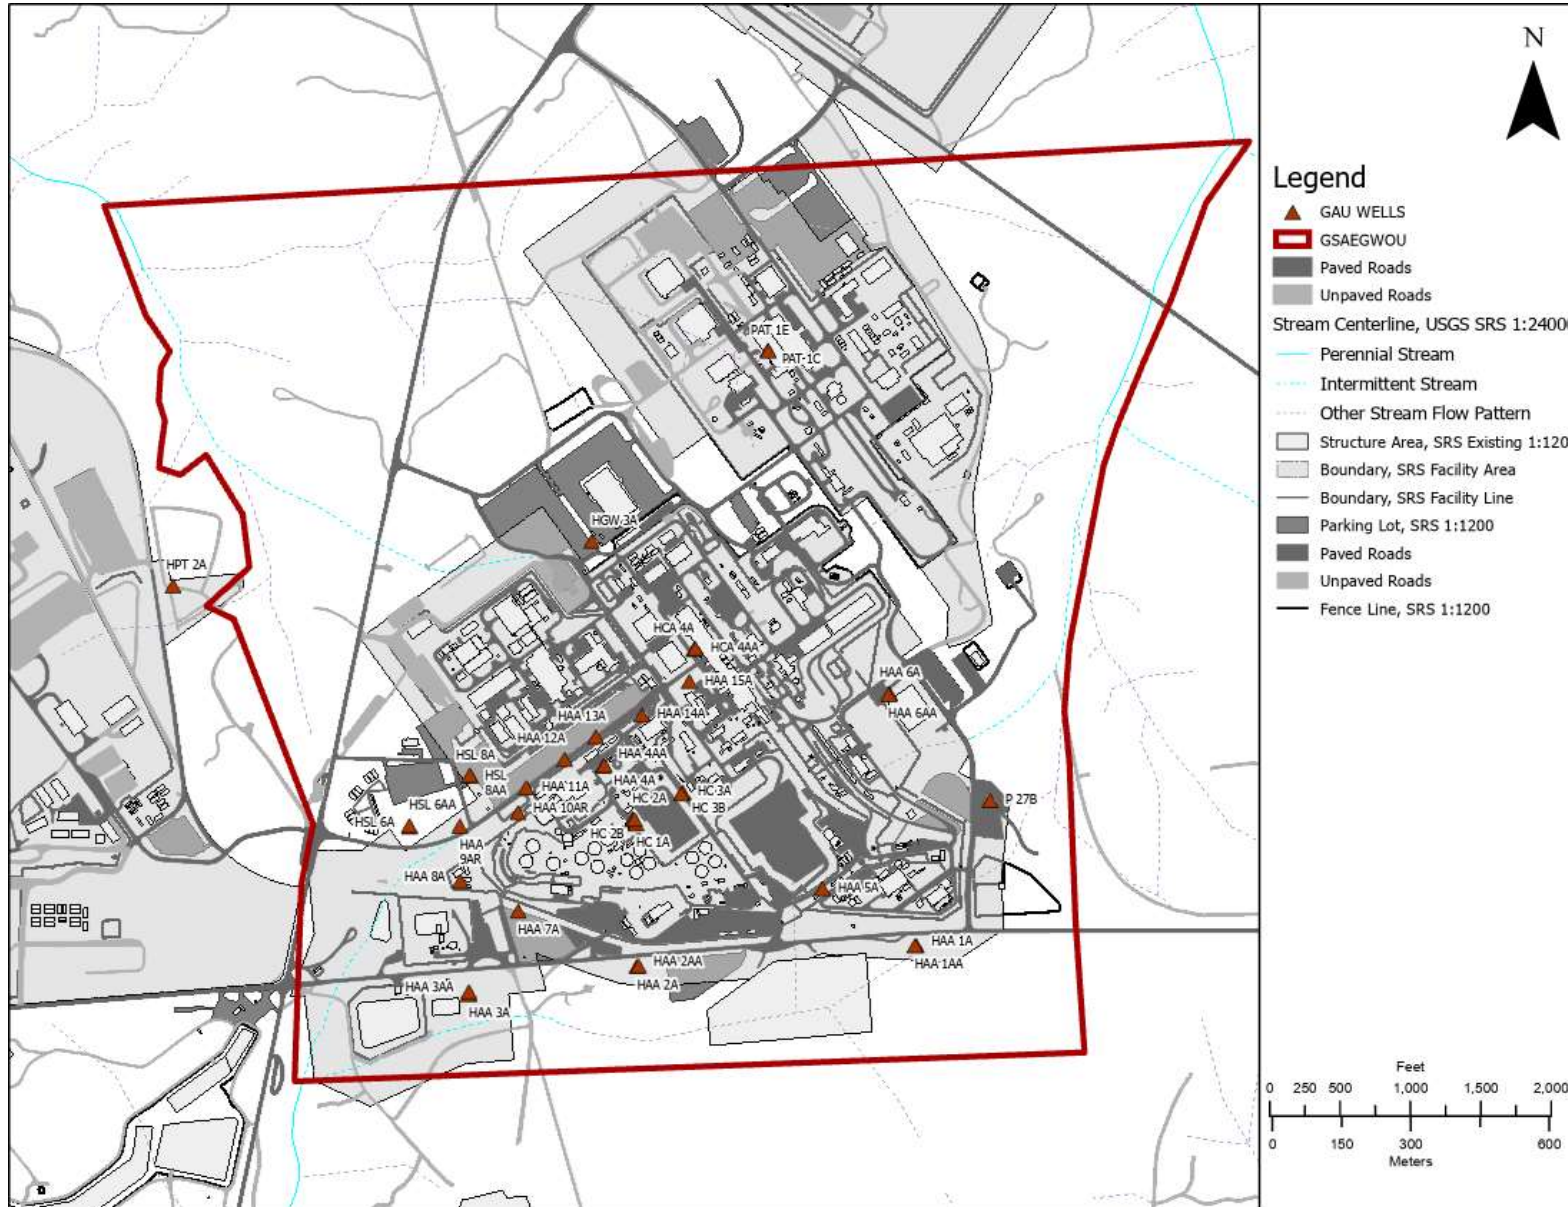 N
Legend
GAU WELLS
GSAEGWOU
Paved Roads
Unpaved Roads
Stream Centerline, USGS SRS 1:2400
Perennial Stream
Intermittent Stream
Other Stream Flow Pattern
Structure Area, SRS Existing 1:120
Boundary, SRS Facility Area
Boundary, SRS Facility Line
Parking Lot, SRS 1:1200
Paved Roads
Unpaved Roads
Fence Line, SRS 1:1200
PAT 1E
PAT-1C
HGW 3A
HPT 2A
HCA 4A
HCA 4AA
HAA 15A
HAA 6A
HAA 6AA
HAA 13A
HAA 14A
HAA 12A
HSL 8A
HSL
8AA
HAA 4AA
HAA 4A
HAA 11A
HC 2A
HC 3A
HC 3B
P 27B
HSL 6AA
HAA 10AR
HSL 6A
HC 2B
HC 1A
HAA
9AR
HAA 8A
HAA 5A
HAA 7A
HAA 1A
HAA 1AA
HAA 2AA
HAA 2A
HAA 3AA
HAA 3A
Feet
0 250 500 1,000 1,500 2,000
0 150 300 600
Meters